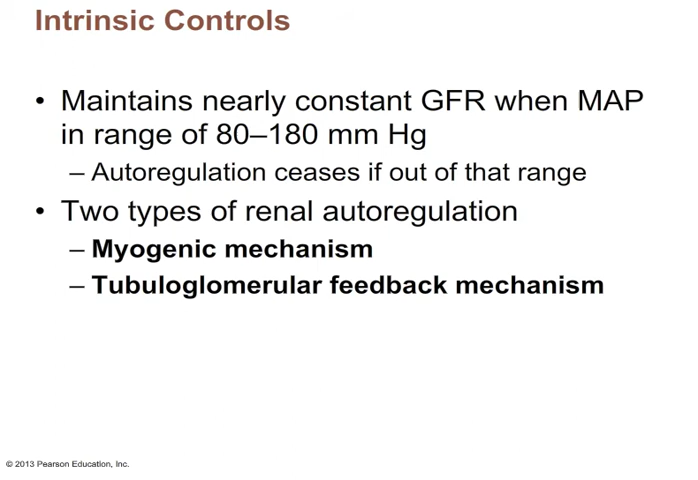 Intrinsic Controls
• Maintains nearly constant GFR when MAP
in range of 80–180 mm Hg
– Autoregulation ceases if out of that range
• Two types of renal autoregulation
– Myogenic mechanism
– Tubuloglomerular feedback mechanism
© 2013 Pearson Education, Inc.